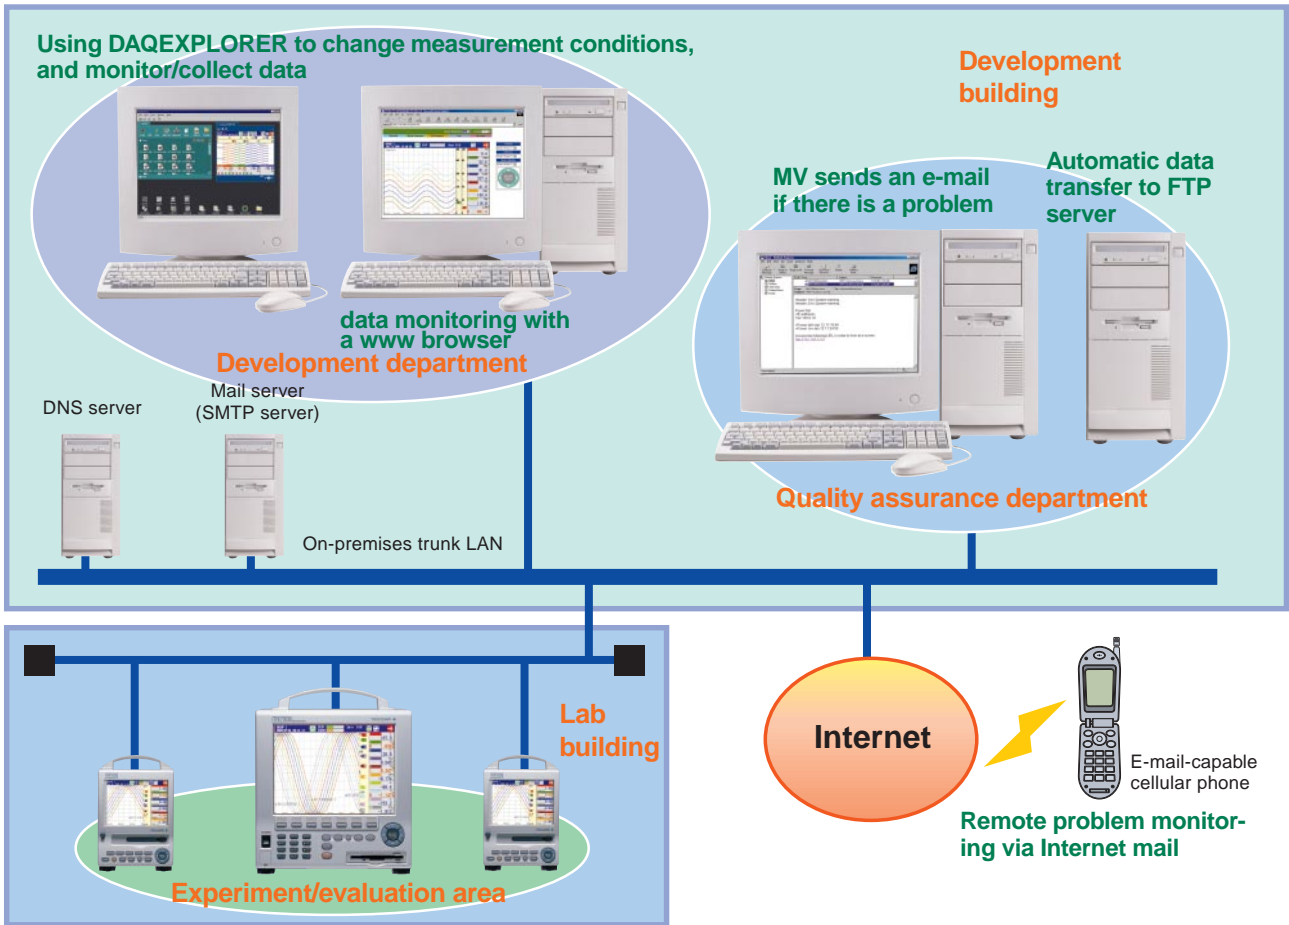 Using DAQEXPLORER to change measurement conditions,
and monitor/collect data
Development
building
MV sends an e-mail
if there is a problem
Automatic data
transfer to FTP
server
data monitoring with
a www browser
Development department
DNS server
Mail server
(SMTP server)
Quality assurance department
On-premises trunk LAN
Lab
building
Internet
E-mail-capable
cellular phone
Remote problem monitor-
ing via Internet mail
Experiment/evaluation area